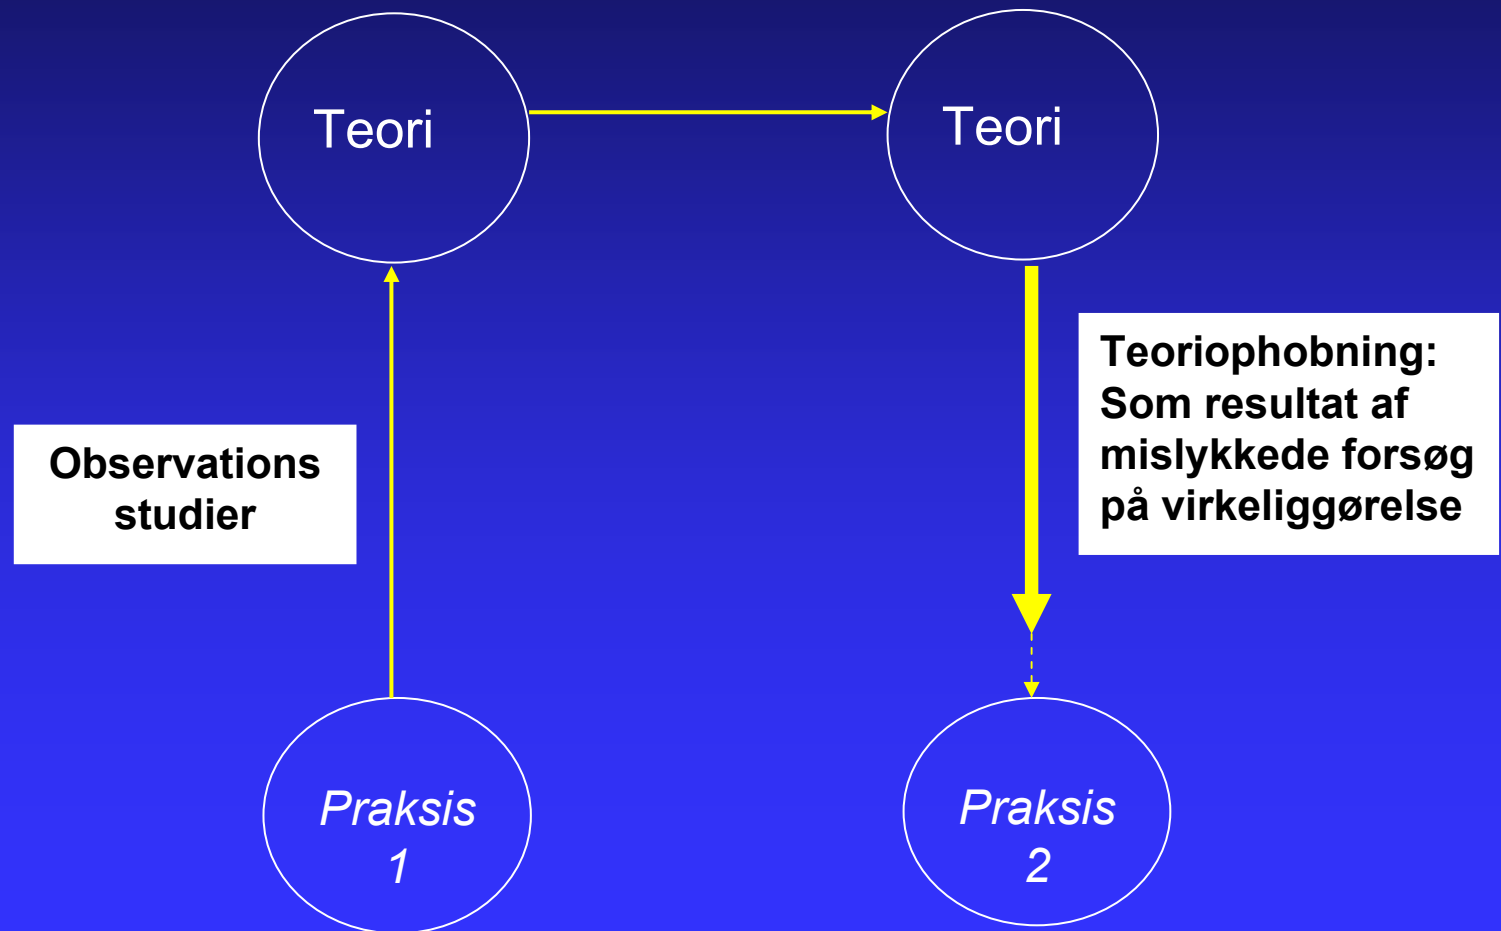 Teori
Teori
Teoriophobning:
Som resultat af
mislykkede forsøg
på virkeliggørelse
Observations
studier
Praksis
1
Praksis
2